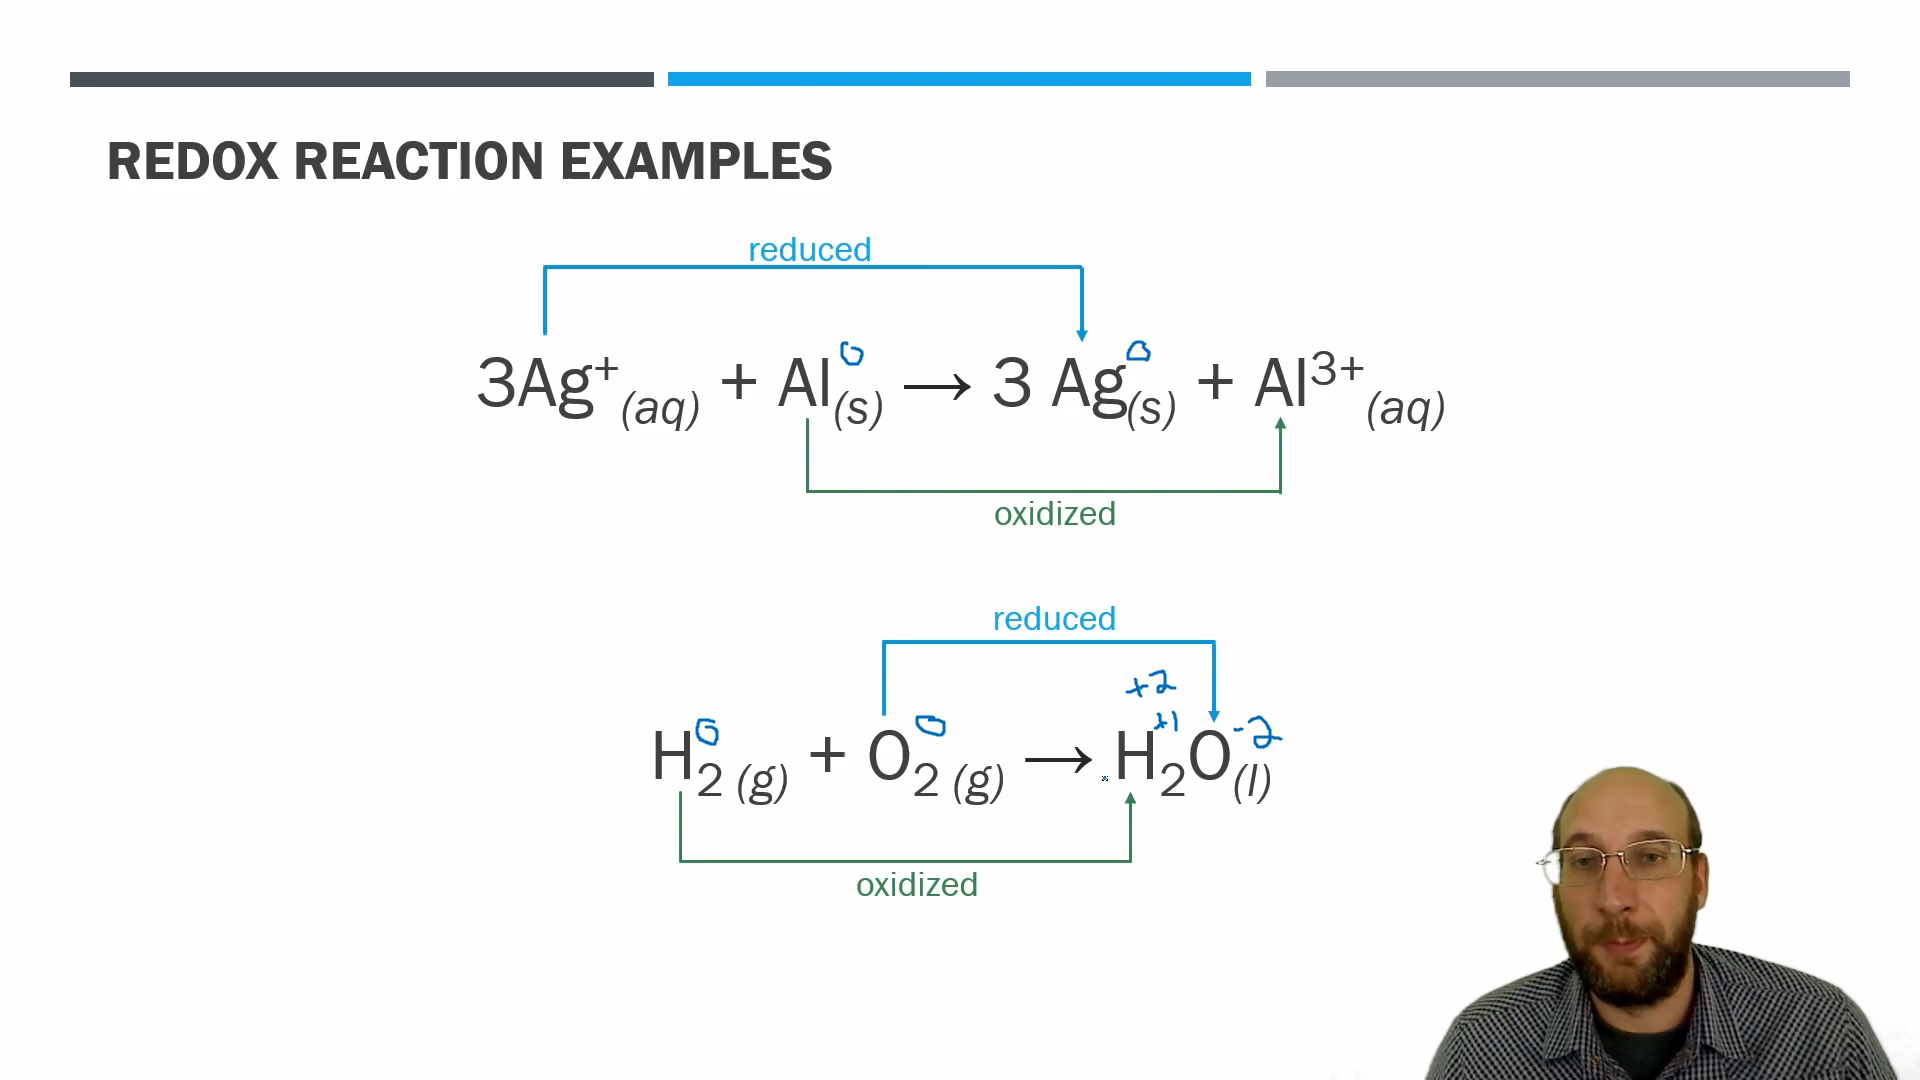 REDOX REACTION EXAMPLES
reduced
0 0
3Ag⁺(aq) + Al(s) → 3 Ag(s) + Al³⁺(aq)
oxidized
reduced
+2
0 0 +1 -2
H₂ (g) + O₂ (g) → H₂O(l)
oxidized